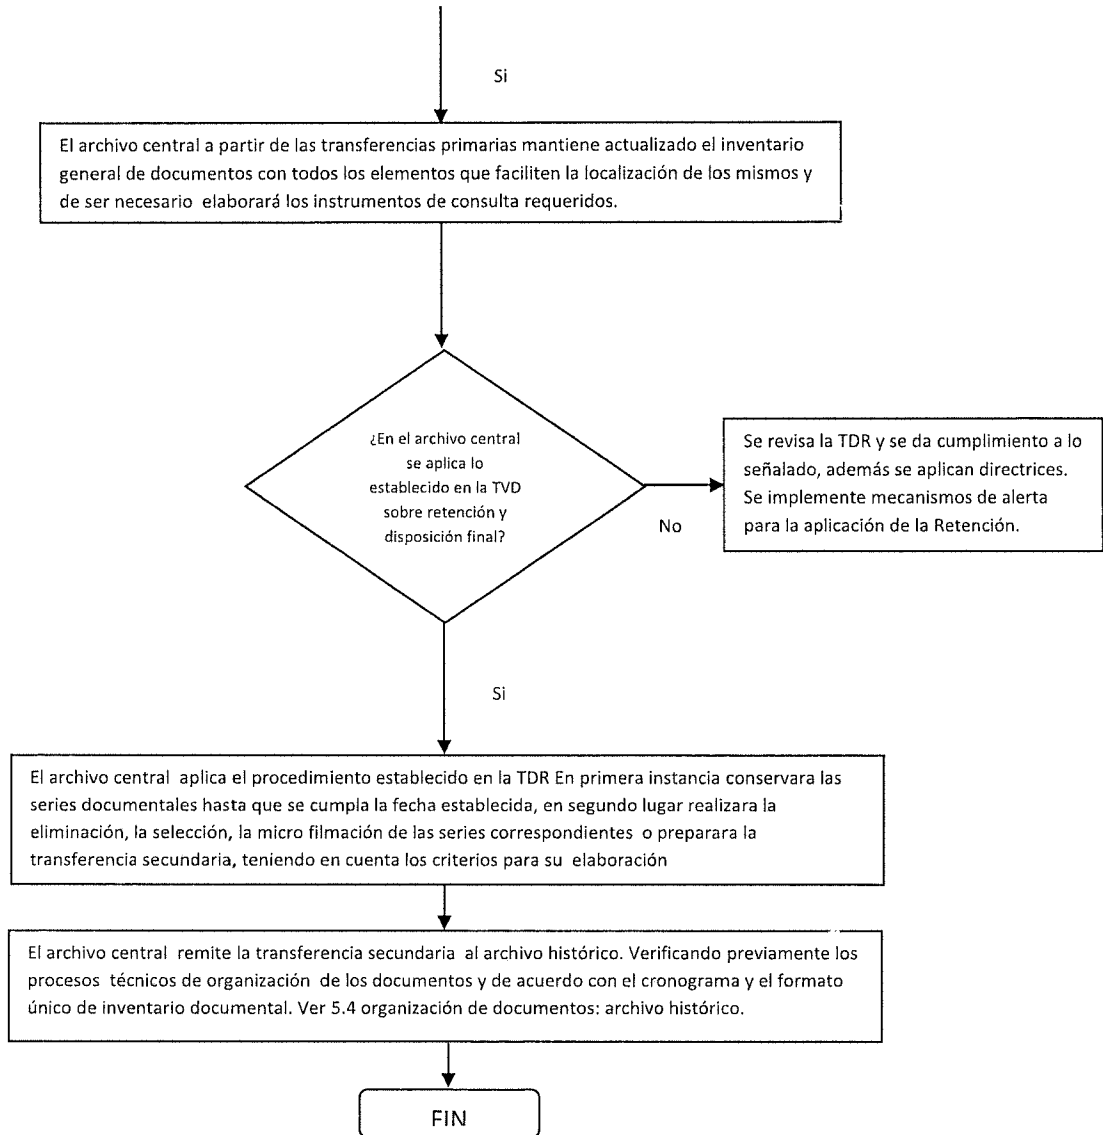 Si
El archivo central a partir de las transferencias primarias mantiene actualizado el inventario
general de documentos con todos los elementos que faciliten la localización de los mismos y
de ser necesario elaborará los instrumentos de consulta requeridos.
¿En el archivo central
se aplica lo
establecido en la TVD
sobre retención y
disposición final?
No
Se revisa la TDR y se da cumplimiento a lo
señalado, además se aplican directrices.
Se implemente mecanismos de alerta
para la aplicación de la Retención.
Si
El archivo central aplica el procedimiento establecido en la TDR En primera instancia conservara las
series documentales hasta que se cumpla la fecha establecida, en segundo lugar realizara la
eliminación, la selección, la micro filmación de las series correspondientes o preparara la
transferencia secundaria, teniendo en cuenta los criterios para su elaboración
El archivo central remite la transferencia secundaria al archivo histórico. Verificando previamente los
procesos técnicos de organización de los documentos y de acuerdo con el cronograma y el formato
único de inventario documental. Ver 5.4 organización de documentos: archivo histórico.
FIN